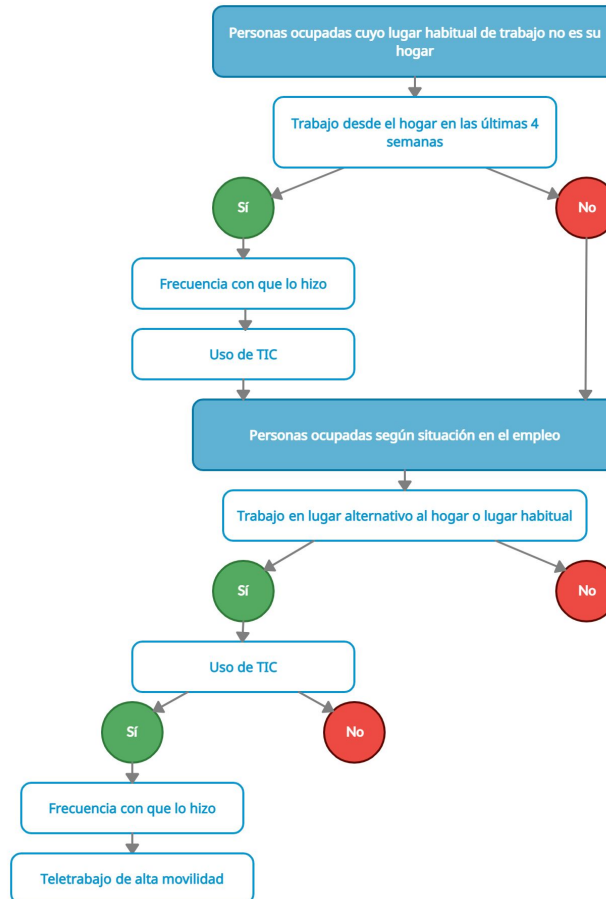 Personas ocupadas cuyo lugar habitual de trabajo no es su
hogar
Trabajo desde el hogar en las últimas 4
semanas
Sí
No
Frecuencia con que lo hizo
Uso de TIC
Personas ocupadas según situación en el empleo
Trabajo en lugar alternativo al hogar o lugar habitual
Sí
No
Uso de TIC
Sí
No
Frecuencia con que lo hizo
Teletrabajo de alta movilidad